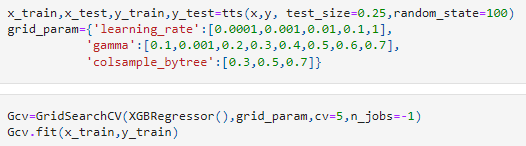 x_train,x_test,y_train,y_test=tts(x,y, test_size=0.25,random_state=100)
grid_param={'learning_rate':[0.0001,0.001,0.01,0.1,1],
'gamma':[0.1,0.001,0.2,0.3,0.4,0.5,0.6,0.7],
'colsample_bytree':[0.3,0.5,0.7]}
Gcv=GridSearchCV(XGBRegressor(),grid_param,cv=5,n_jobs=-1)
Gcv.fit(x_train,y_train)